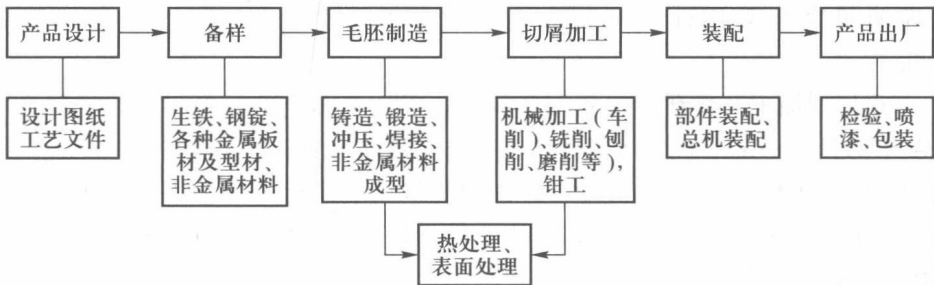 产品设计
备样
毛胚制造
切屑加工
装配
产品出厂
设计图纸
工艺文件
生铁、钢锭、
各种金属板
材及型材、
非金属材料
铸造、锻造、
冲压、焊接、
非金属材料
成型
机械加工(车
削)、铣削、刨
削、磨削等),
钳工
部件装配、
总机装配
检验、喷
漆、包装
热处理、
表面处理